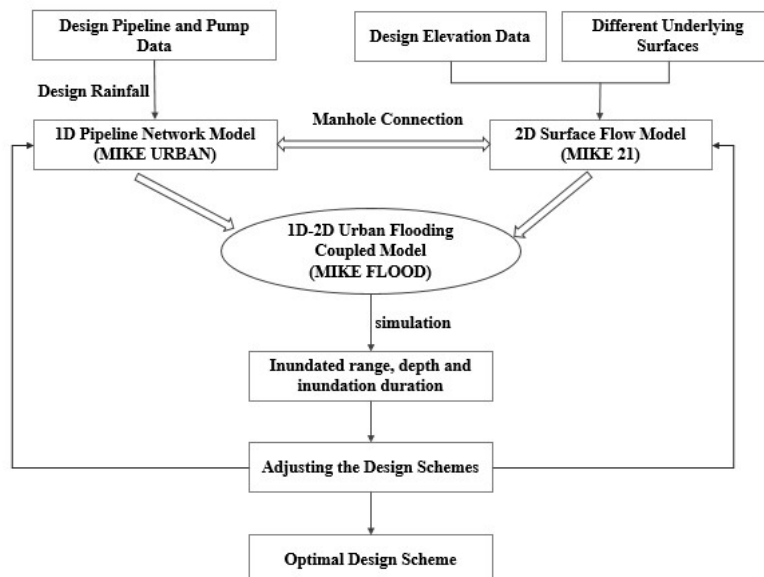 Design Pipeline and Pump
Data
Design Elevation Data
Different Underlying
Surfaces
Design Rainfall
1D Pipeline Network Model
(MIKE URBAN)
Manhole Connection
2D Surface Flow Model
(MIKE 21)
1D-2D Urban Flooding
Coupled Model
(MIKE FLOOD)
simulation
Inundated range, depth and
inundation duration
Adjusting the Design Schemes
Optimal Design Scheme